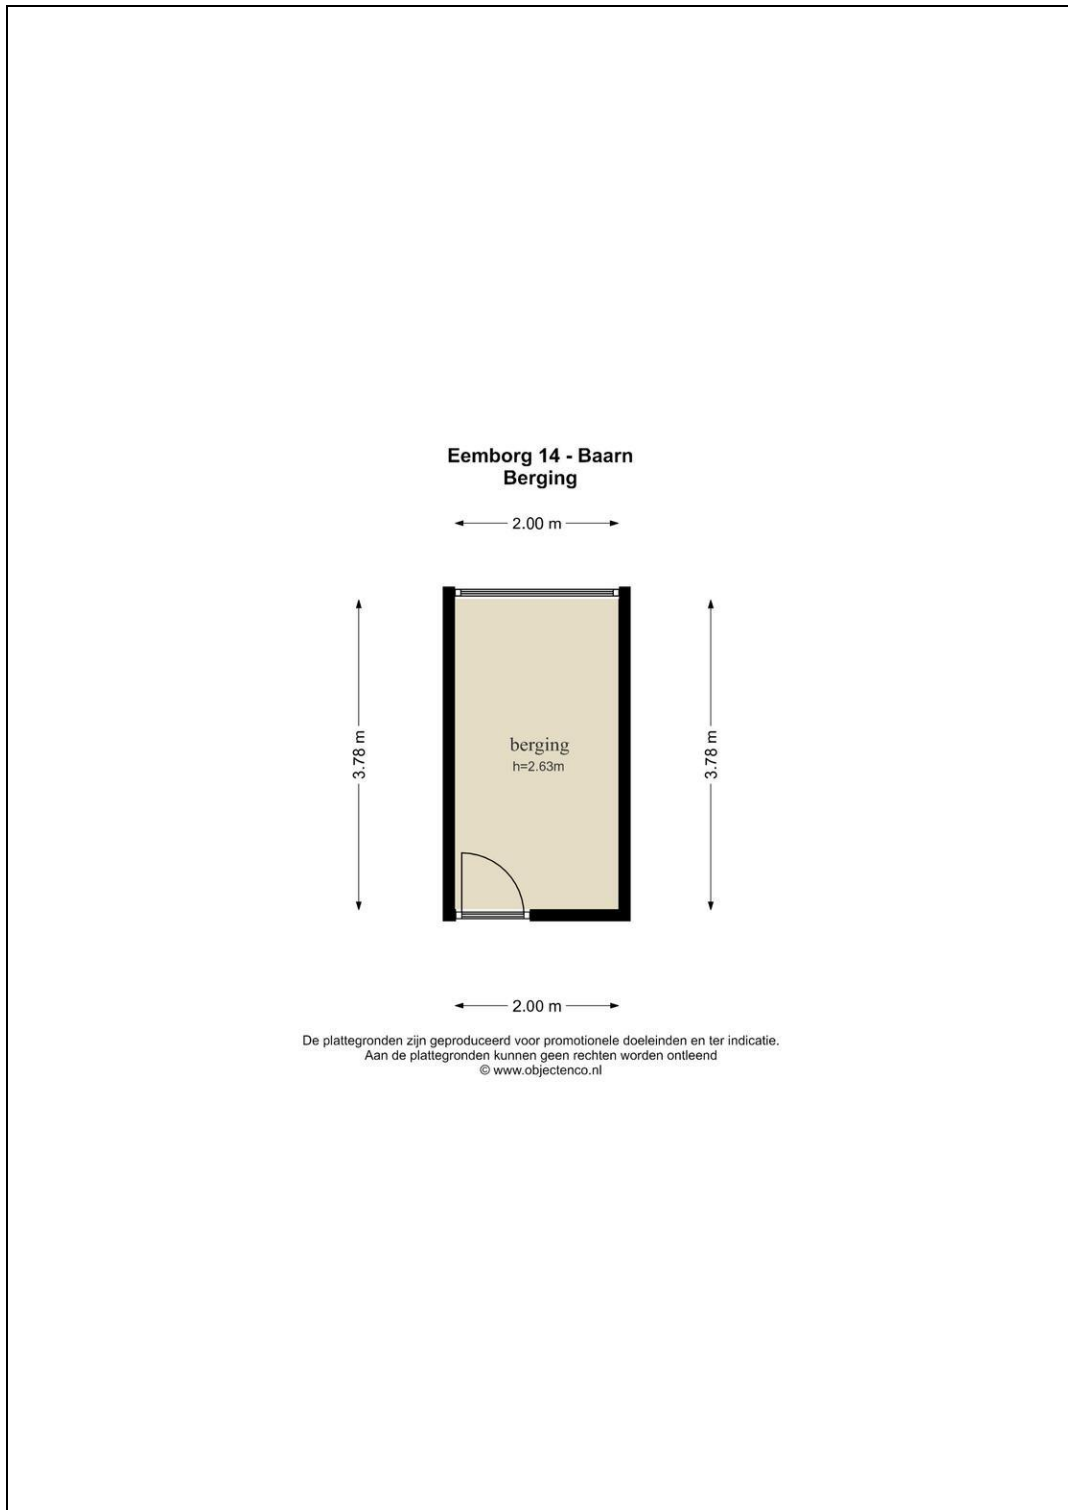 Eemborg 14 - Baarn
Berging
2.00 m
3.78 m
3.78 m
berging
h=2.63m
2.00 m
De plattegronden zijn geproduceerd voor promotionele doeleinden en ter indicatie.
Aan de plattegronden kunnen geen rechten worden ontleend
© www.objectenco.nl